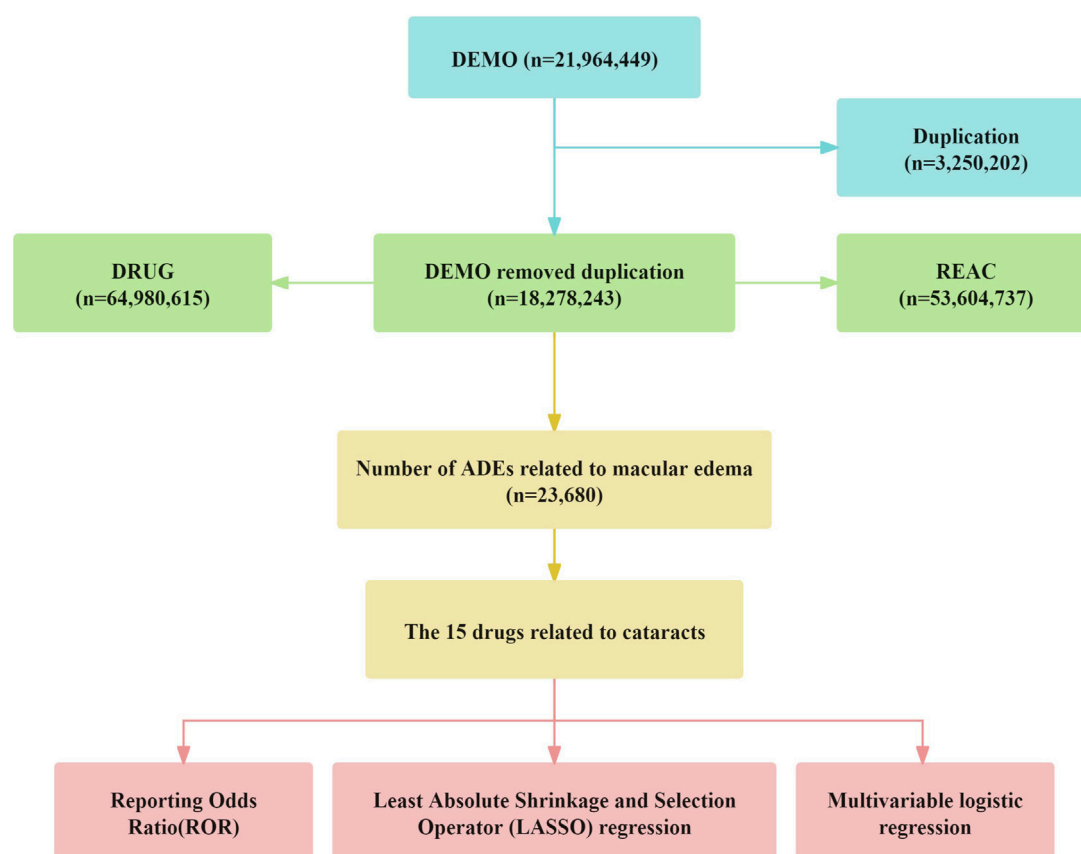 DEMO (n=21,964,449)
Duplication
(n=3,250,202)
DRUG
(n=64,980,615)
DEMO removed duplication
(n=18,278,243)
REAC
(n=53,604,737)
Number of ADEs related to macular edema
(n=23,680)
The 15 drugs related to cataracts
Reporting Odds
Ratio(ROR)
Least Absolute Shrinkage and Selection
Operator (LASSO) regression
Multivariable logistic
regression